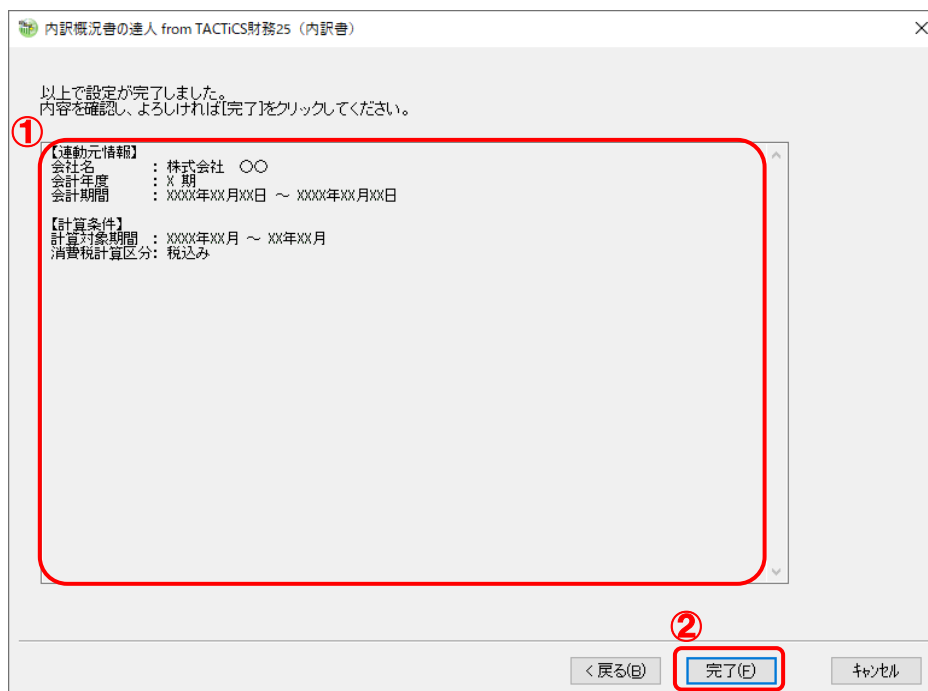 内訳概況書の達人 from TACTiCS財務25（内訳書）
以上で設定が完了しました。
内容を確認し、よろしければ[完了]をクリックしてください。
①
【連動元情報】
会社名　　　：株式会社　○○
会計年度　　：X 期
会計期間　　：XXXX年XX月XX日 ～ XXXX年XX月XX日
【計算条件】
計算対象期間 ：XXXX年XX月 ～ XX年XX月
消費税計算区分：税込み
②
<戻る(B)　完了(F)　キャンセル